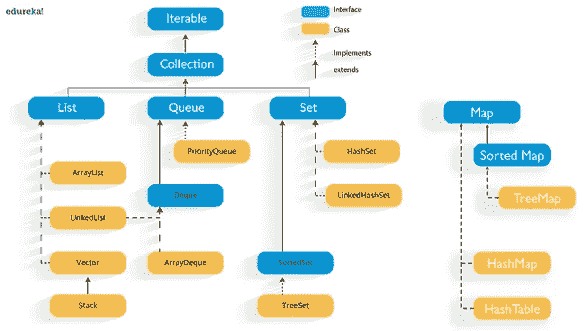 edureka!
Iterable
Interface
Class
Implements
extends
Collection
List
Queue
Set
Map
PriorityQueue
HashSet
Sorted Map
ArrayList
Deque
LinkedHashSet
TreeMap
LinkedList
Vector
ArrayDeque
SortedSet
HashMap
Stack
TreeSet
HashTable